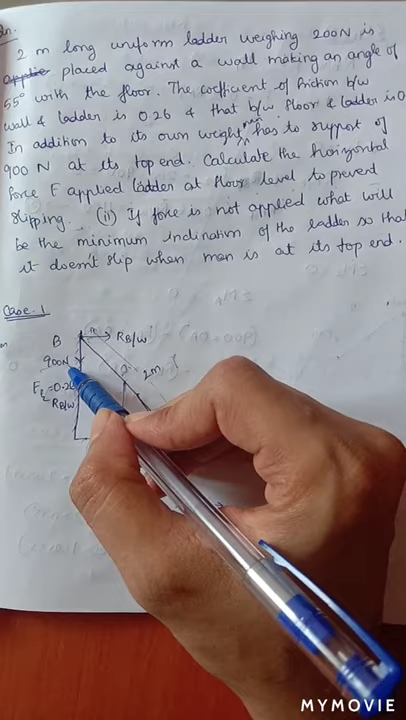 2 m long uniform ladder weighing 200N is
placed against a wall making an angle of
55° with the floor. The coefficient of friction b/w
wall & ladder is 0.26 & that b/w floor & ladder is 0
In addition to its own weight, man has to support of
900 N at its top end. Calculate the horizontal
force F applied ladder at floor level to prevent
slipping. (ii) If force is not applied what will
be the minimum inclination of the ladder so that
it doesn't slip when man is at its top end.
Case-1
B RB/w
900N 2m
=0.26
RB/w
MYMOVIE